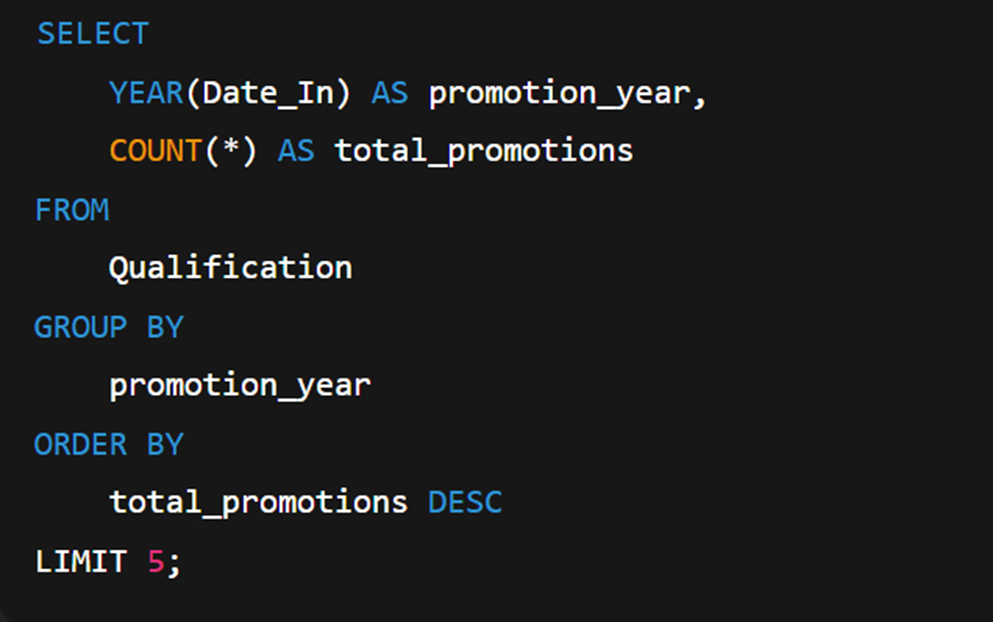 SELECT
YEAR(Date_In) AS promotion_year,
COUNT(*) AS total_promotions
FROM
Qualification
GROUP BY
promotion_year
ORDER BY
total_promotions DESC
LIMIT 5;